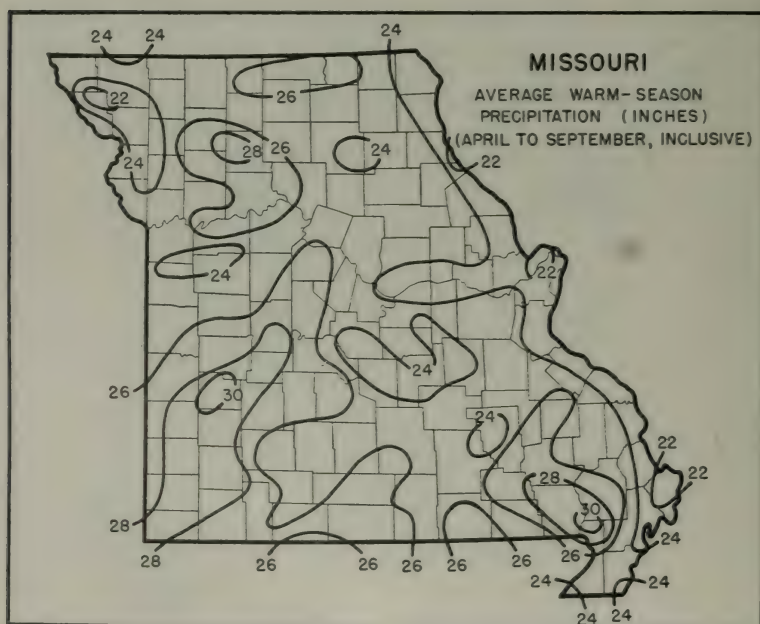 24 24 24
MISSOURI
AVERAGE WARM-SEASON
PRECIPITATION (INCHES)
(APRIL TO SEPTEMBER, INCLUSIVE)
26
22
28 26 24
22
24
24
22
24
26
30
24
24
22
28
22
30
28
28 26 26 26 26 26 26 24
24 24
24
24